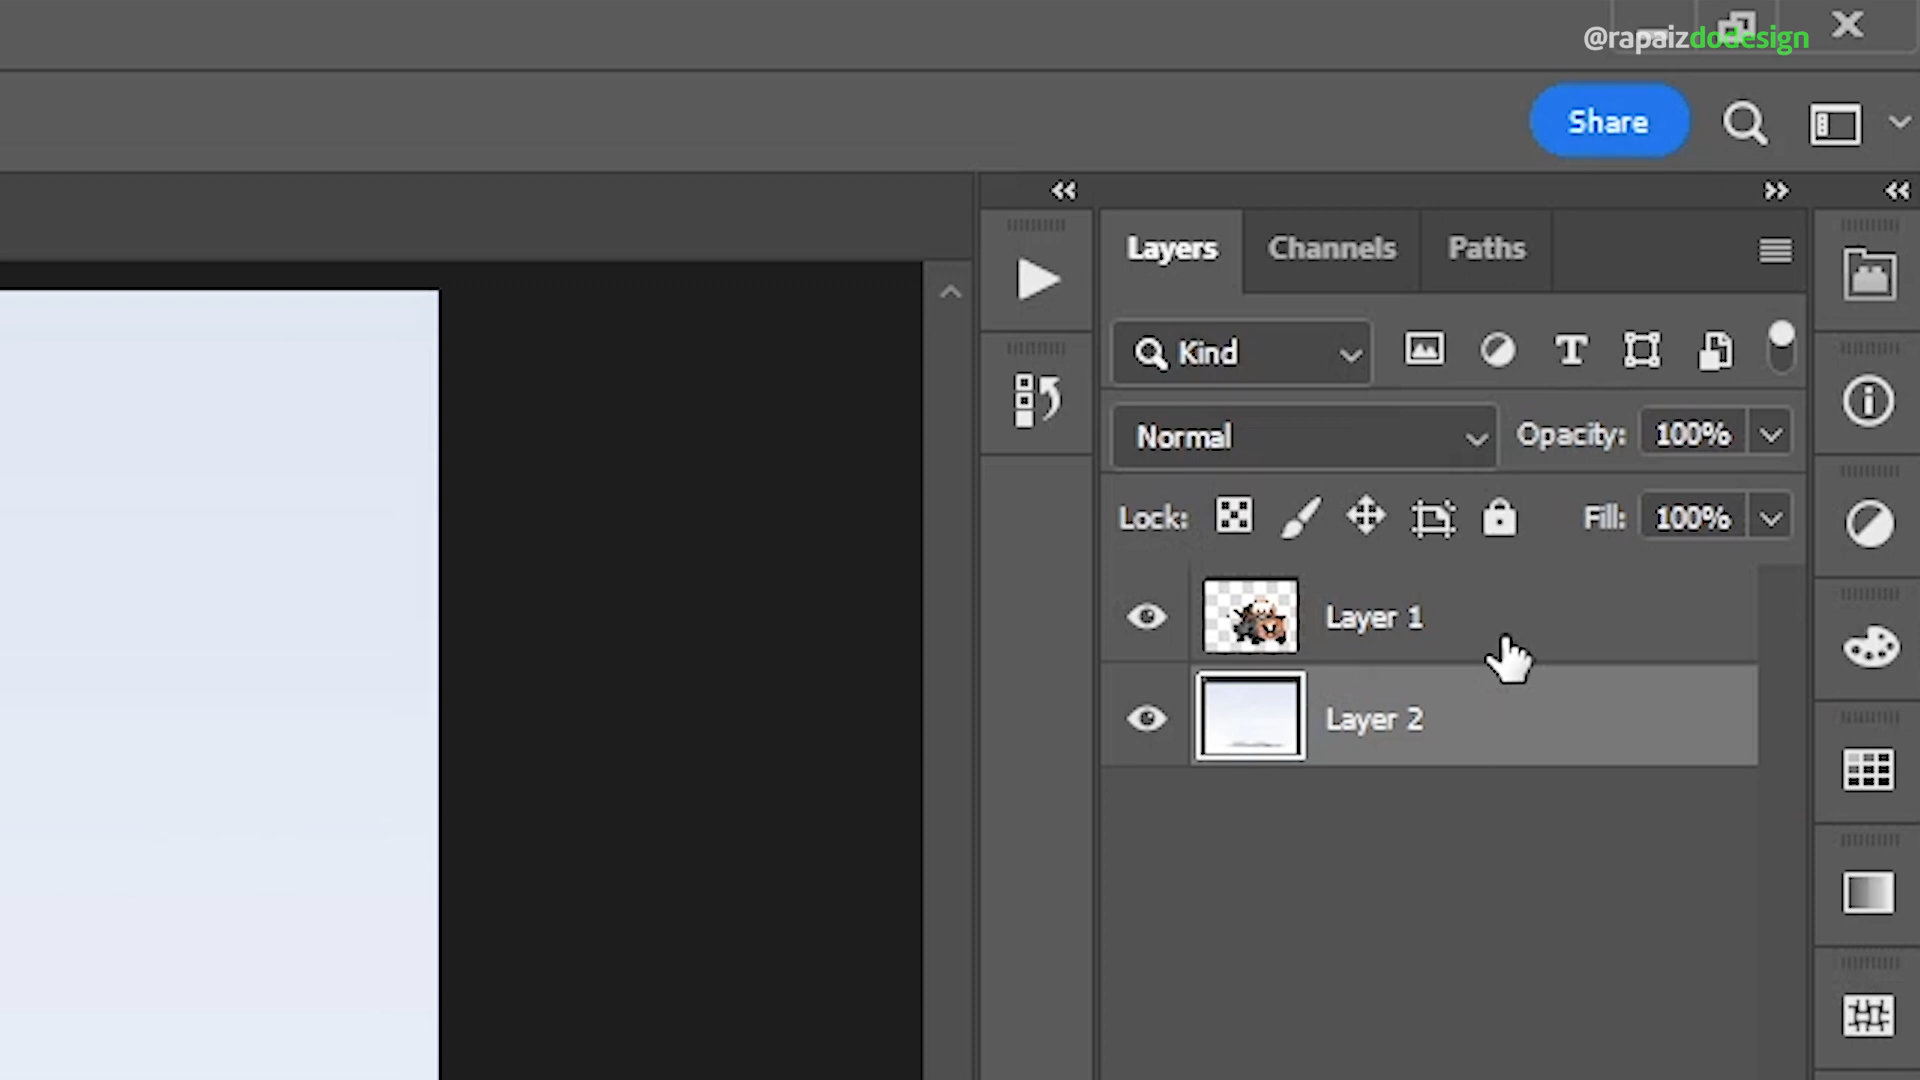 @rapaizdodesign
Share
Layers Channels Paths
Kind
Normal Opacity: 100%
Lock: Fill: 100%
Layer 1
Layer 2